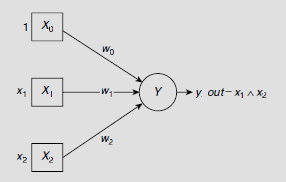 1 X₀ w₀
x₁ X₁ w₁ Y y. out– x₁ ∧ x₂
x₂ X₂ w₂